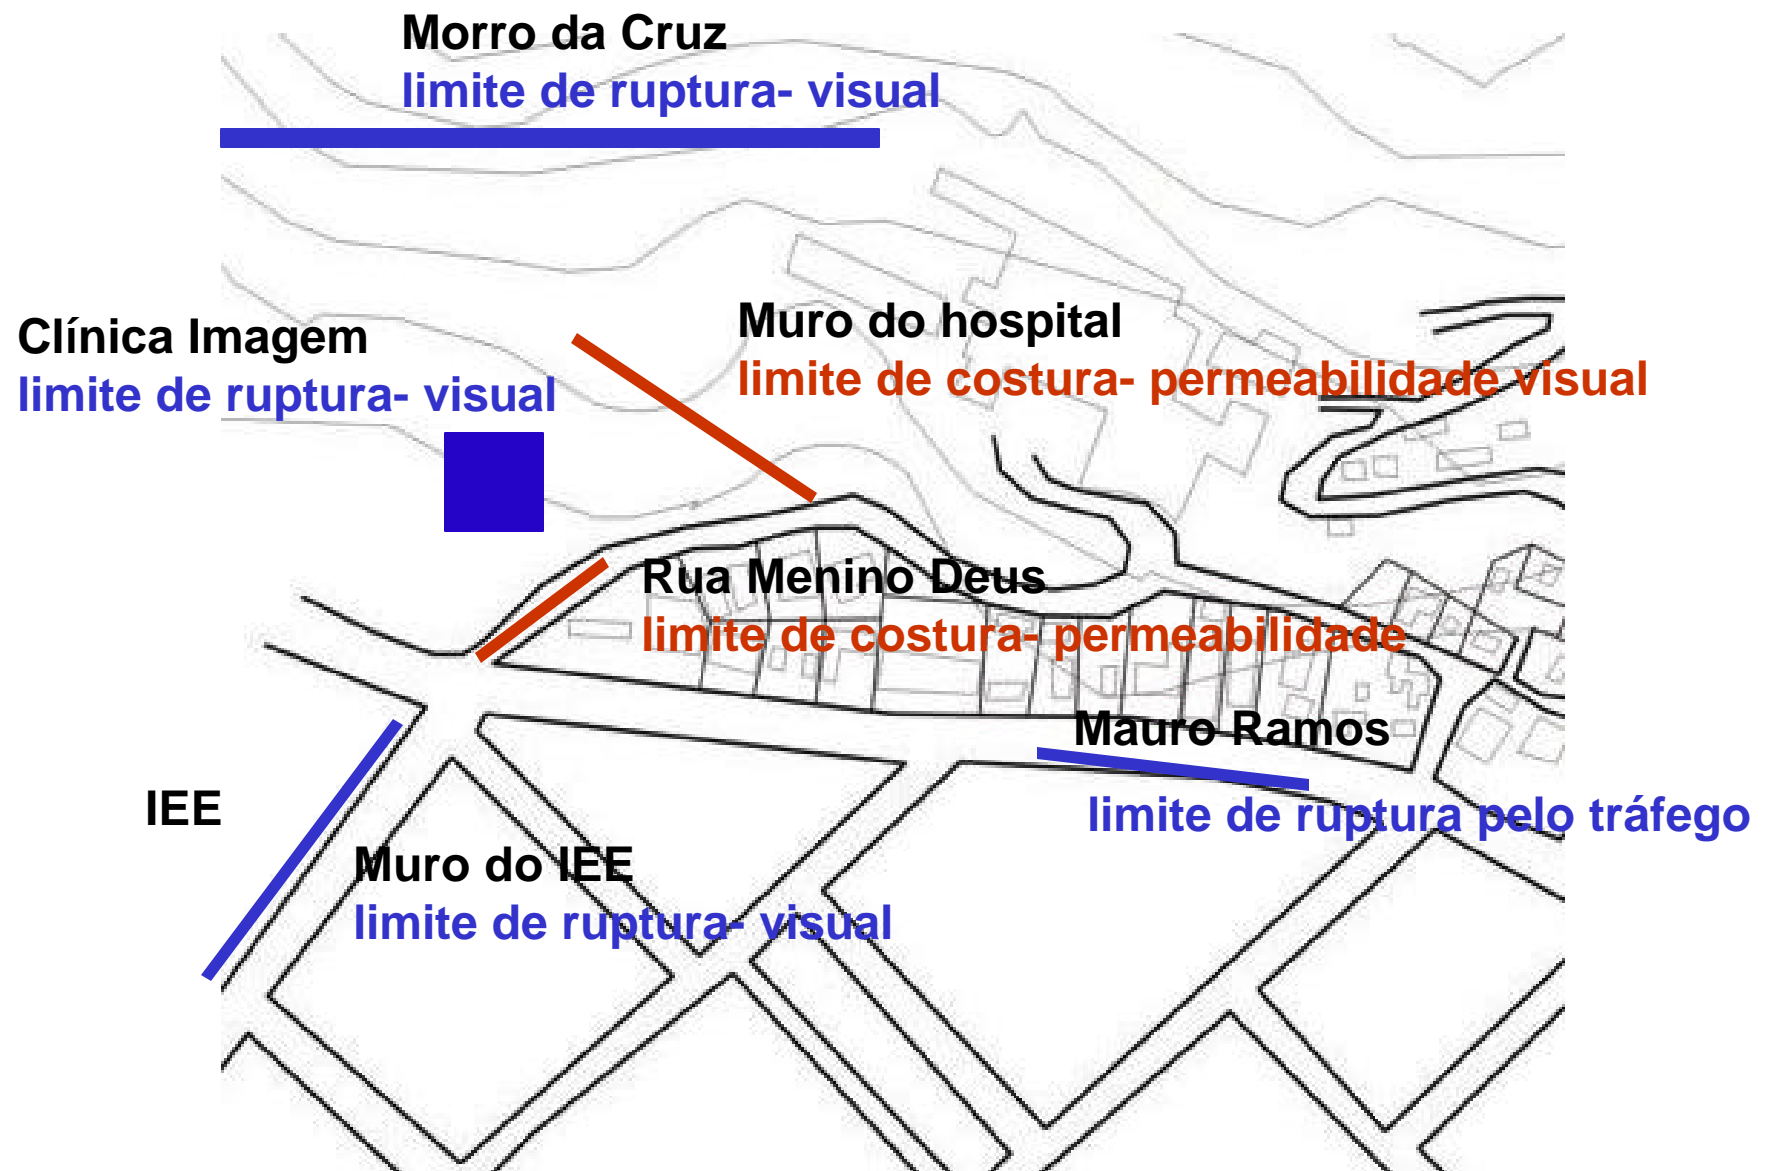 Morro da Cruz
limite de ruptura- visual
Clínica Imagem
limite de ruptura- visual
Muro do hospital
limite de costura- permeabilidade visual
Rua Menino Deus
limite de costura- permeabilidade
Mauro Ramos
limite de ruptura pelo tráfego
IEE
Muro do IEE
limite de ruptura- visual